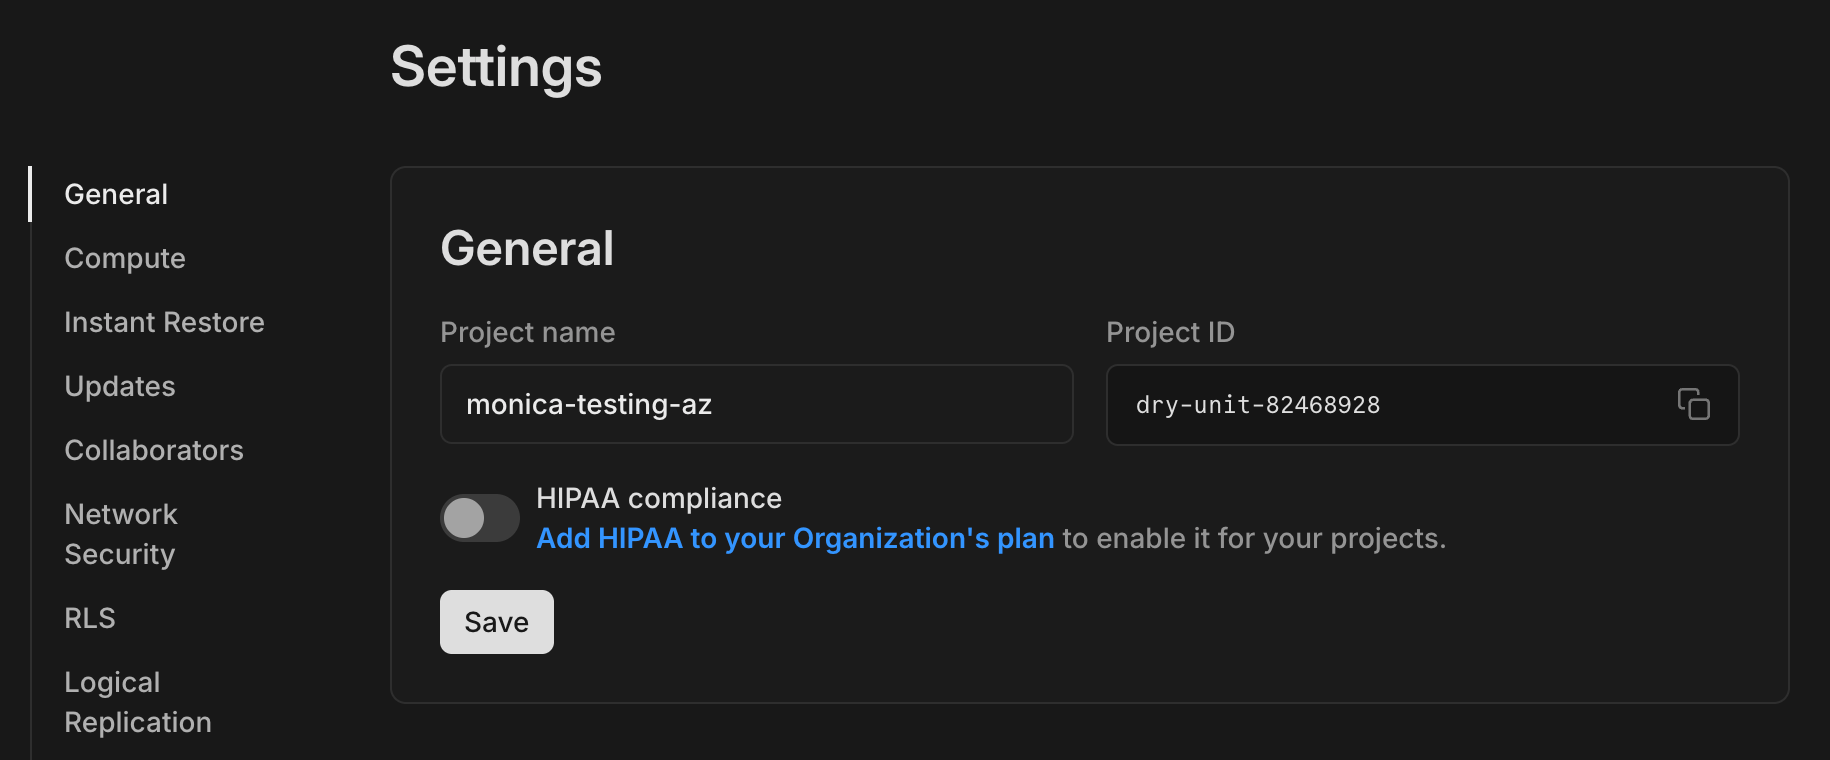 Settings
General
Compute
Instant Restore
Updates
Collaborators
Network
Security
RLS
Logical
Replication
General
Project name
monica-testing-az
Project ID
dry-unit-82468928
HIPAA compliance
Add HIPAA to your Organization's plan to enable it for your projects.
Save